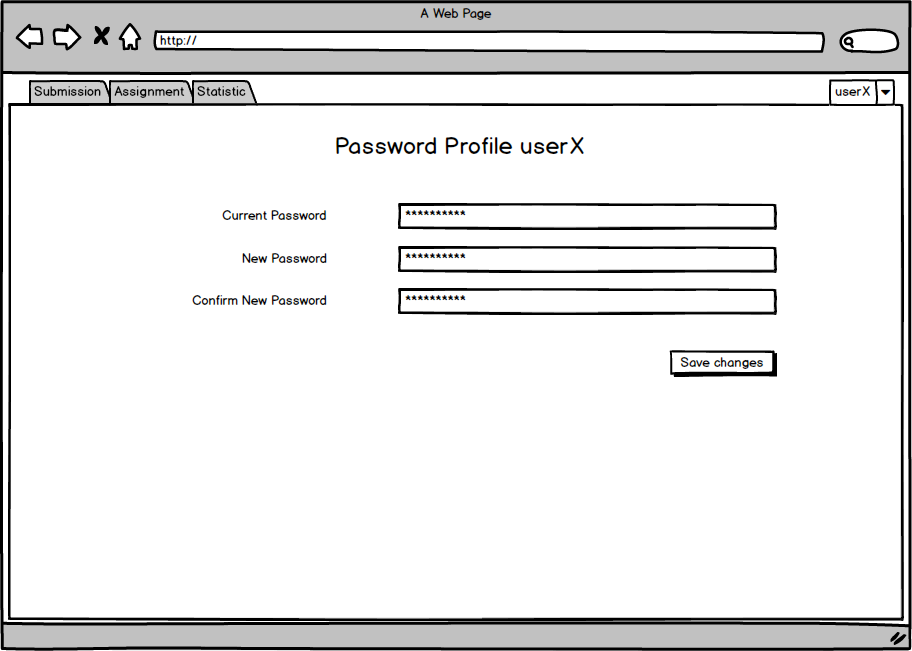 A Web Page
http://
Submission Assignment Statistic userX
Password Profile userX
Current Password **********
New Password **********
Confirm New Password **********
Save changes